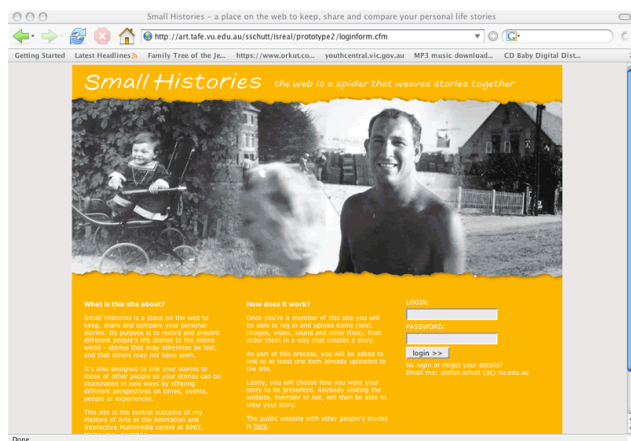 Small Histories – a place on the web to keep, share and compare your personal life stories
http://art.tafe.vu.edu.au/sschutt/isreal/prototype2/loginform.cfm
Getting Started Latest Headlines Family Tree of the Je... https://www.orkut.co... youthcentral.vic.gov.au MP3 music download... CD Baby Digital Dist...
Small Histories the web is a spider that weaves stories together
What is this site about?
Small Histories is a place on the web to
keep, share and compare your personal
stories. Its purpose is to record and present
different people's life stories to the online
world – stories that may otherwise be lost,
and that others may not have seen.
It's also designed to link your stories to
those of other people so your stories can be
illuminated in new ways by offering
different perspectives on times, events,
people or experiences.
This site is the central outcome of my
Masters of Arts at the Animation and
Interactive Multimedia centre at RMIT,
How does it work?
Once you're a member of this site you will
be able to log in and upload items (text,
images, video, sound and other files), then
order them in a way that creates a story.
As part of this process, you will be asked to
link to at least one item already uploaded to
the site.
Lastly, you will choose how you want your
story to be presented. Anybody visiting the
website, member or not, will then be able to
view your story.
The public website with other people's stories
is here.
LOGIN:
PASSWORD:
login >>
No login or forgot your details?
Email me: stefan.schutt (at) vu.edu.au
Done